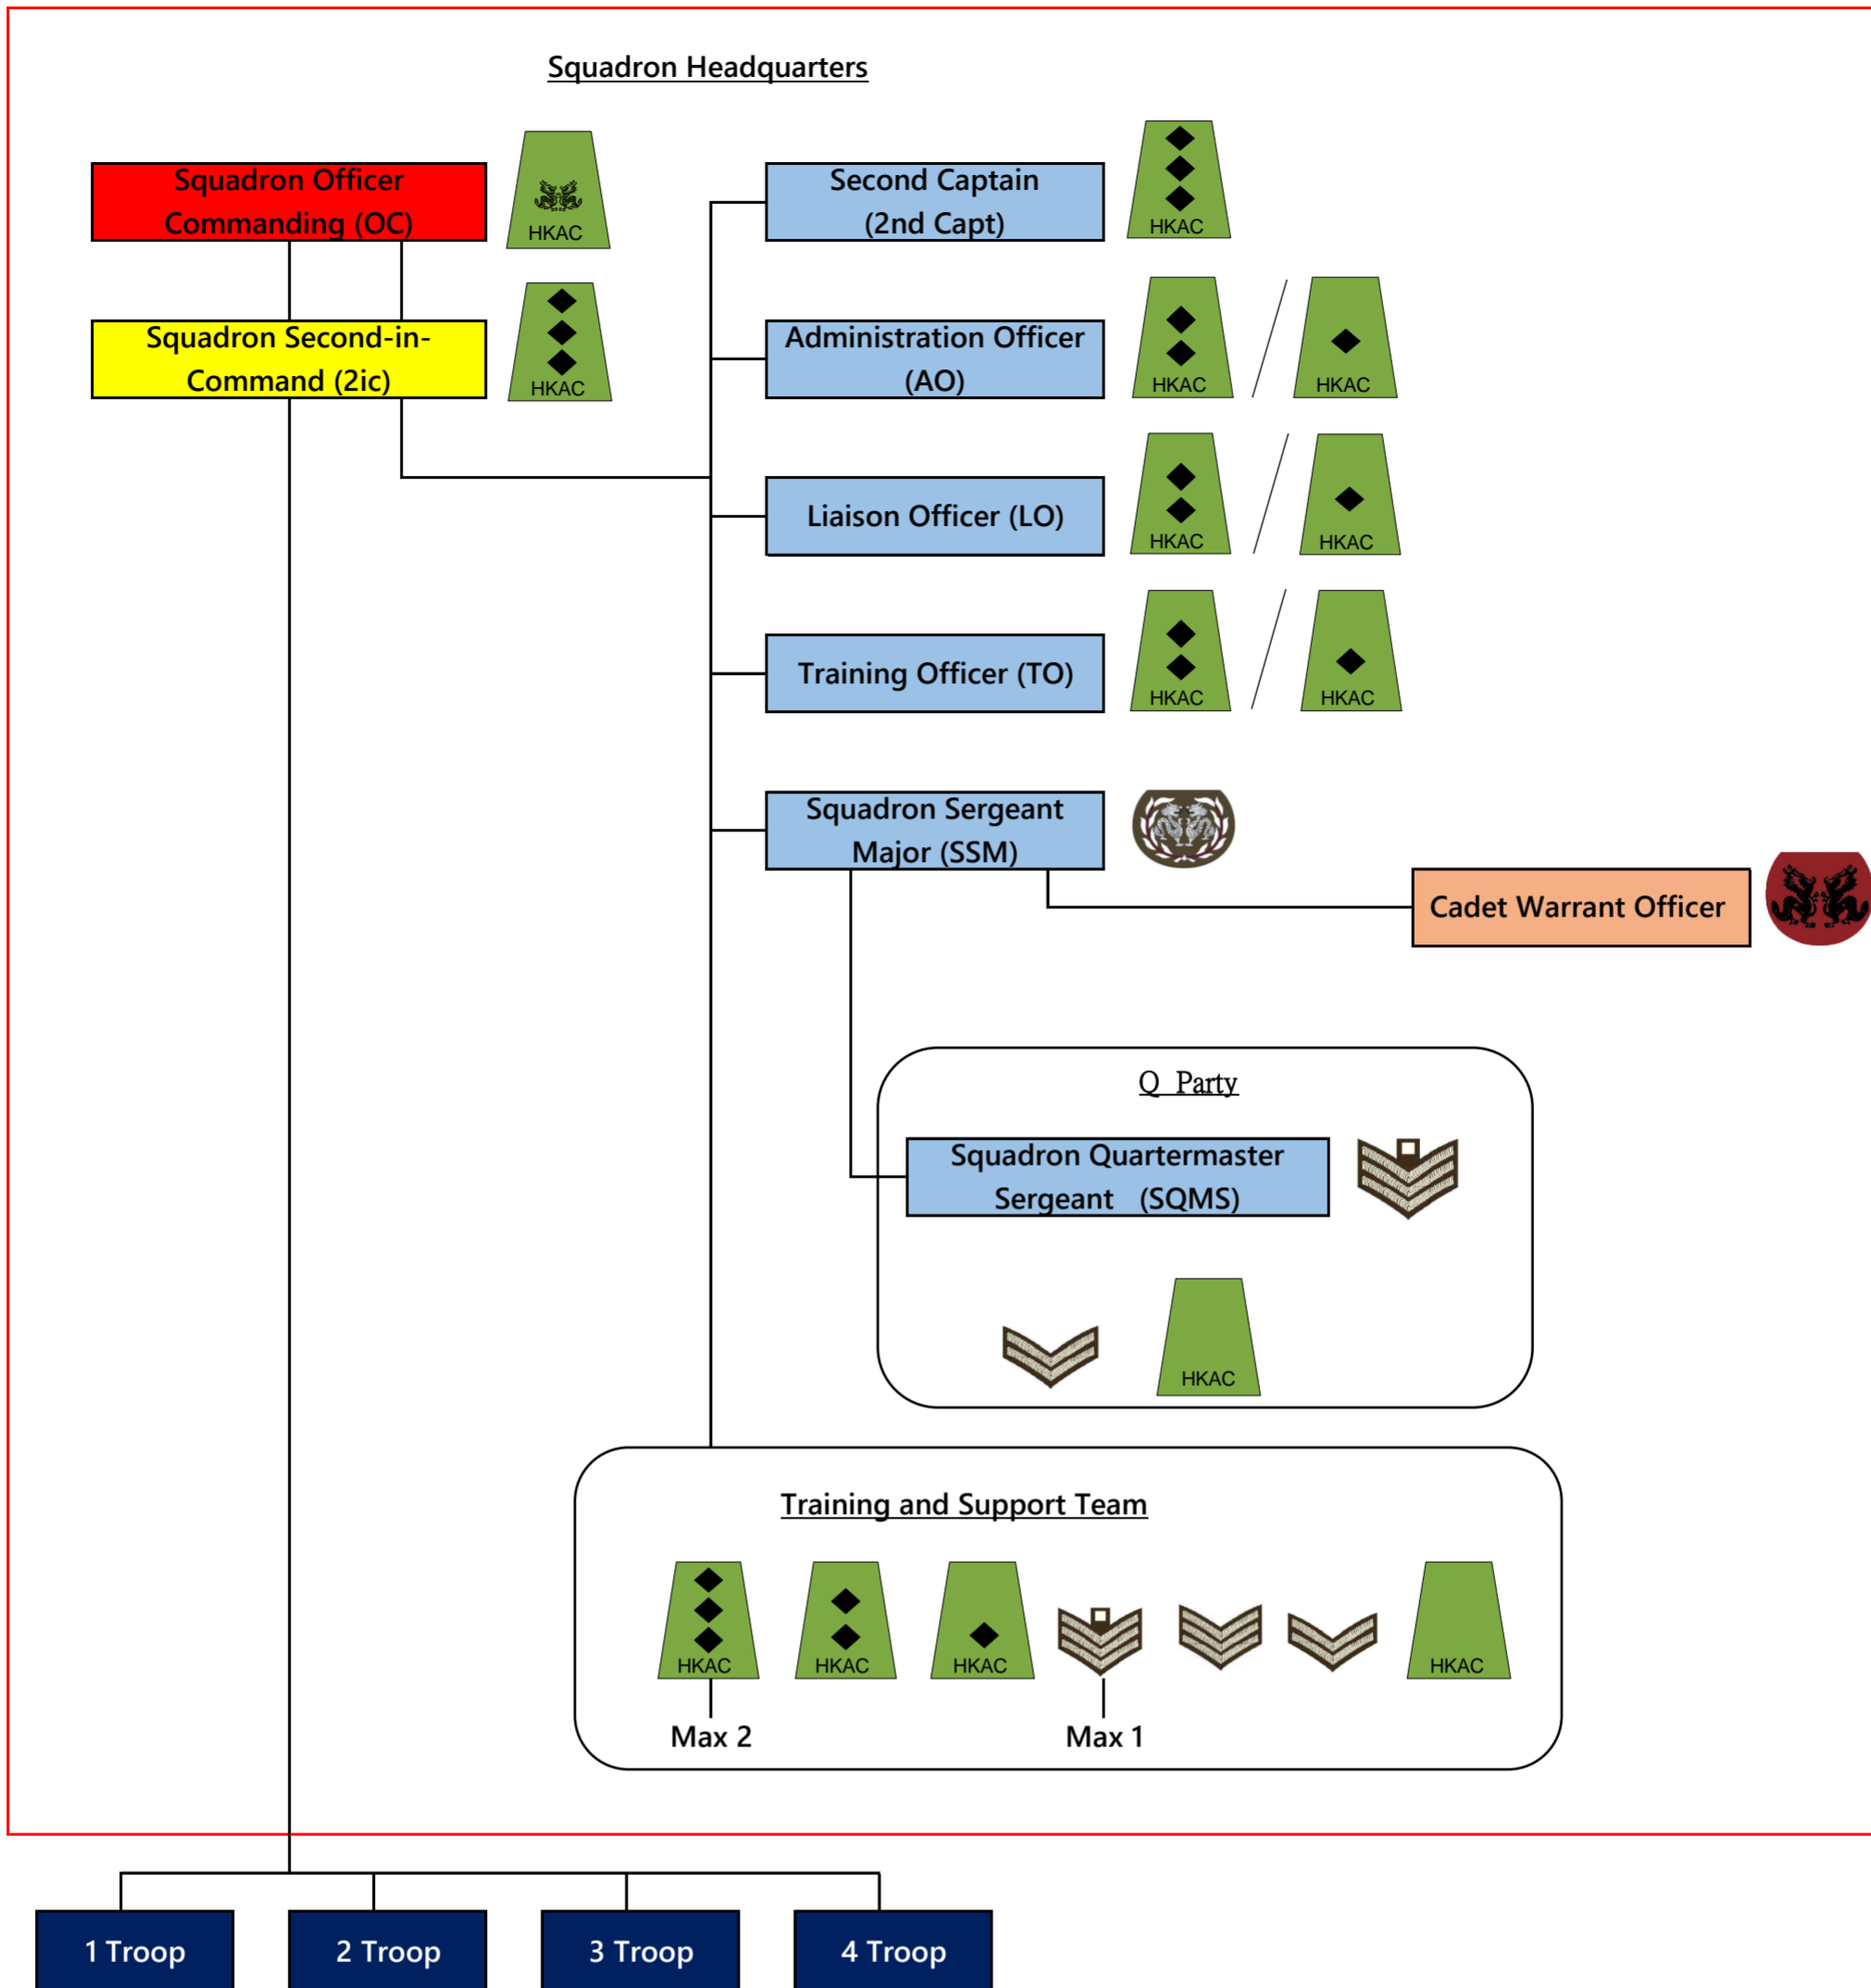 Squadron Headquarters
Squadron Officer
Commanding (OC)
HKAC
Squadron Second-in-
Command (2ic)
HKAC
Second Captain
(2nd Capt)
HKAC
Administration Officer
(AO)
HKAC
/
HKAC
Liaison Officer (LO)
HKAC
/
HKAC
Training Officer (TO)
HKAC
/
HKAC
Squadron Sergeant
Major (SSM)
Cadet Warrant Officer
Q Party
Squadron Quartermaster
Sergeant (SQMS)
HKAC
Training and Support Team
HKAC
HKAC
HKAC
HKAC
Max 2
Max 1
1 Troop
2 Troop
3 Troop
4 Troop